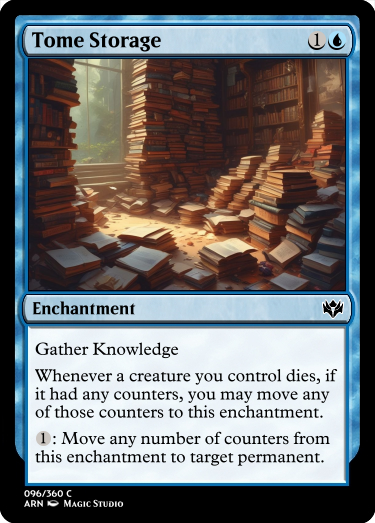 Tome Storage 1
Enchantment
Gather Knowledge
Whenever a creature you control dies, if
it had any counters, you may move any
of those counters to this enchantment.
1: Move any number of counters from
this enchantment to target permanent.
096/360 C
ARN Magic Studio